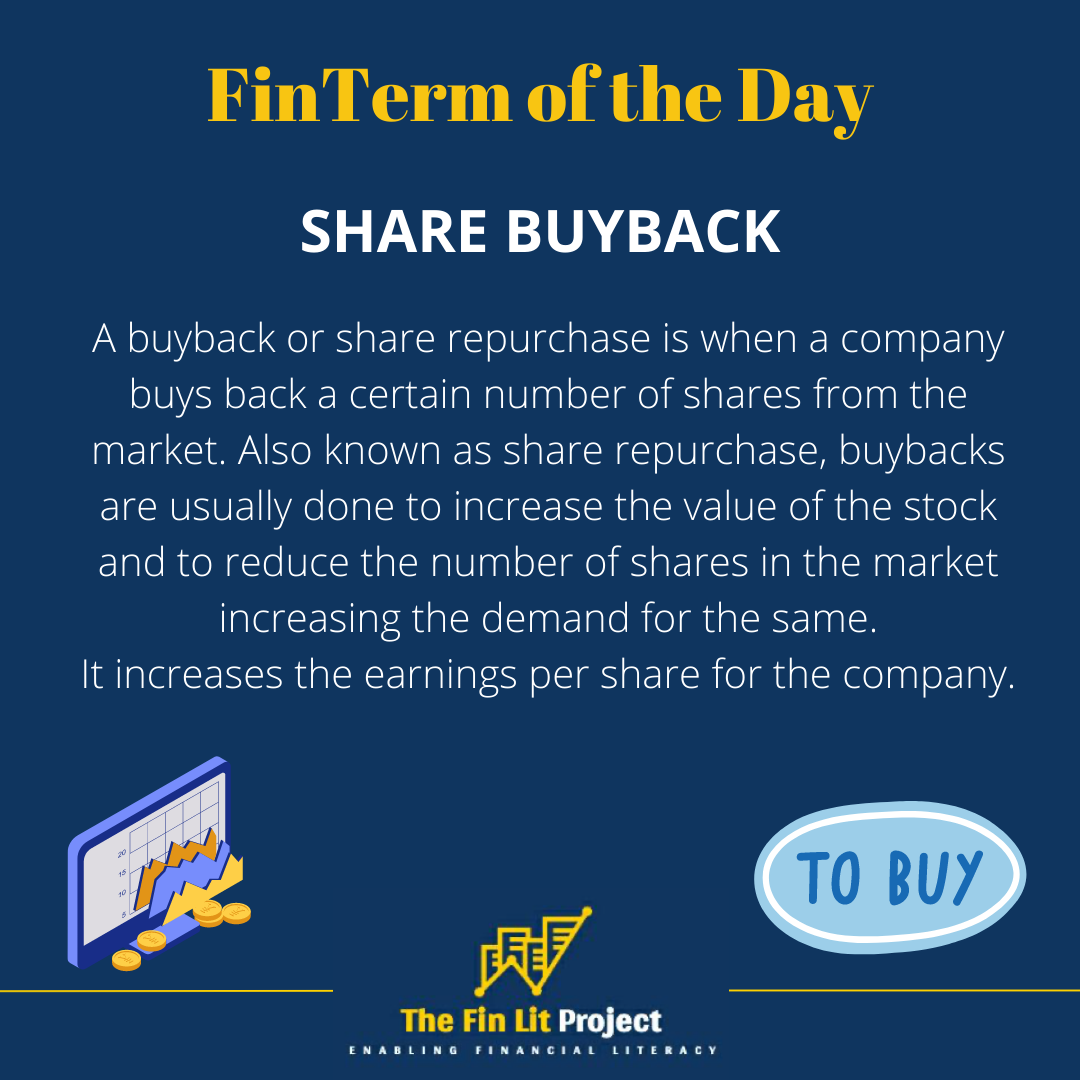 FinTerm of the Day
SHARE BUYBACK
A buyback or share repurchase is when a company
buys back a certain number of shares from the
market. Also known as share repurchase, buybacks
are usually done to increase the value of the stock
and to reduce the number of shares in the market
increasing the demand for the same.
It increases the earnings per share for the company.
20
15
10
5
TO BUY
The Fin Lit Project
ENABLING FINANCIAL LITERACY